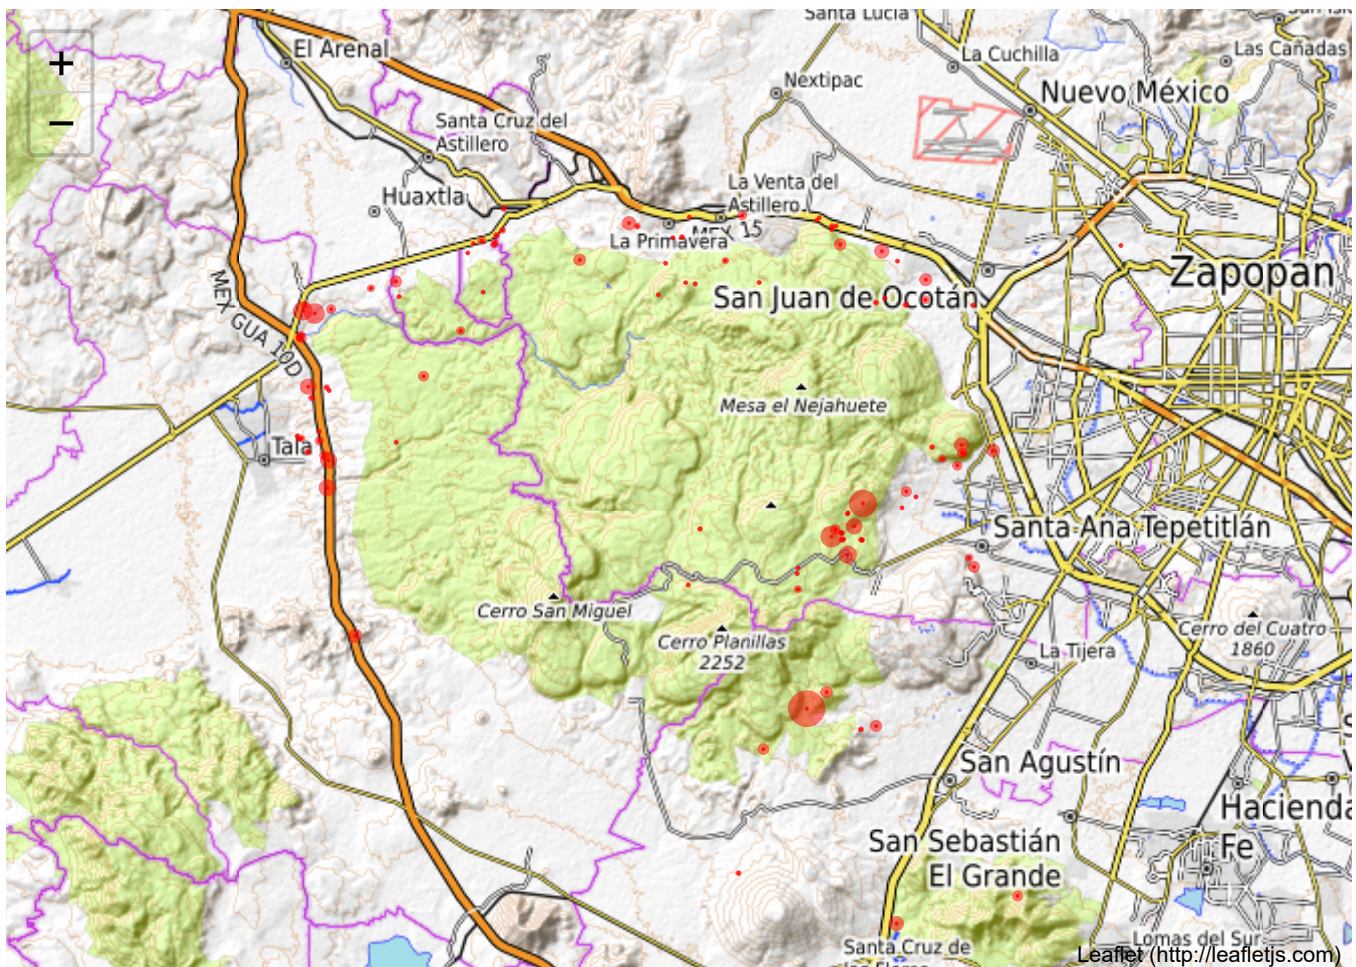 Santa Lucía
El Arenal
La Cuchilla
Las Cañadas
Nextipac
Nuevo México
+
−
Santa Cruz del
Astillero
Huaxtla
La Venta del
Astillero
MEX 15
La Primavera
Zapopan
San Juan de Ocotán
MEX GUA 10D
Mesa el Nejahuete
Tala
Santa Ana Tepetitlán
Cerro San Miguel
Cerro Planillas
2252
Cerro del Cuatro
1860
La Tijera
San Agustín
Hacienda
Fe
San Sebastián
El Grande
Santa Cruz de
Lomas del Sur
Leaflet (http://leafletjs.com)